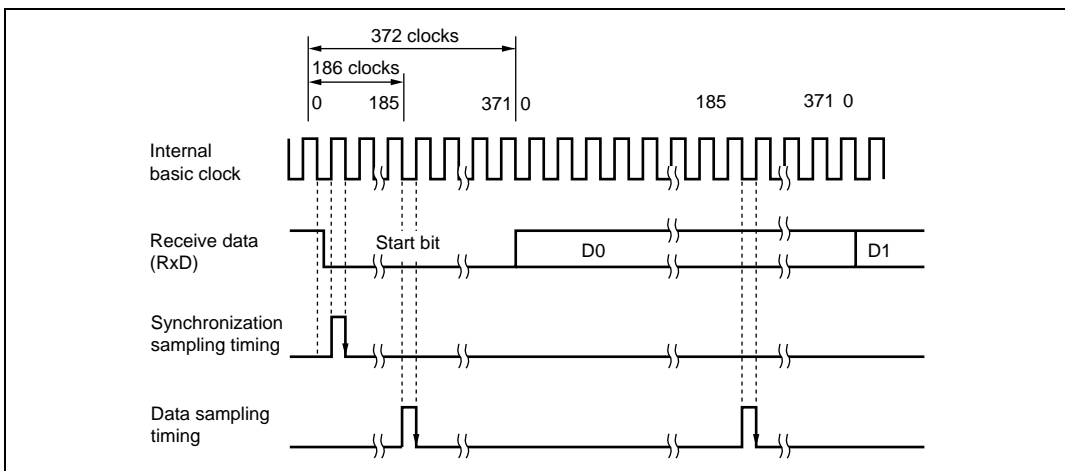 372 clocks
186 clocks
0 185 371 0 185 371 0
Internal
basic clock
Receive data
(RxD)
Start bit D0 D1
Synchronization
sampling timing
Data sampling
timing